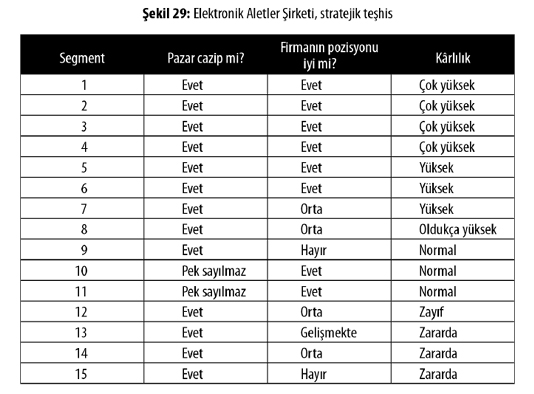 Şekil 29: Elektronik Aletler Şirketi, stratejik teşhis
Segment Pazar cazip mi? Firmanın pozisyonu iyi mi? Kârlılık
1 Evet Evet Çok yüksek
2 Evet Evet Çok yüksek
3 Evet Evet Çok yüksek
4 Evet Evet Çok yüksek
5 Evet Evet Yüksek
6 Evet Evet Yüksek
7 Evet Orta Yüksek
8 Evet Orta Oldukça yüksek
9 Evet Hayır Normal
10 Pek sayılmaz Evet Normal
11 Pek sayılmaz Evet Normal
12 Evet Orta Zayıf
13 Evet Gelişmekte Zararda
14 Evet Orta Zararda
15 Evet Hayır Zararda